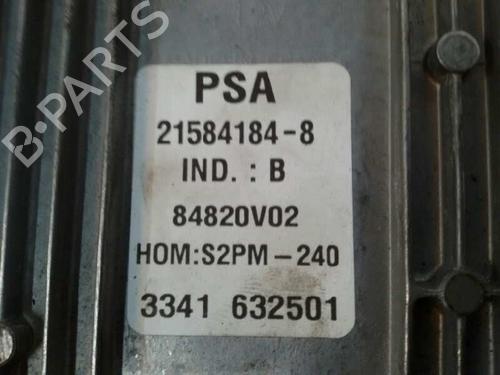 B-PARTS
PSA
21584184-8
IND. : B
84820V02
HOM:S2PM-240
3341 632501